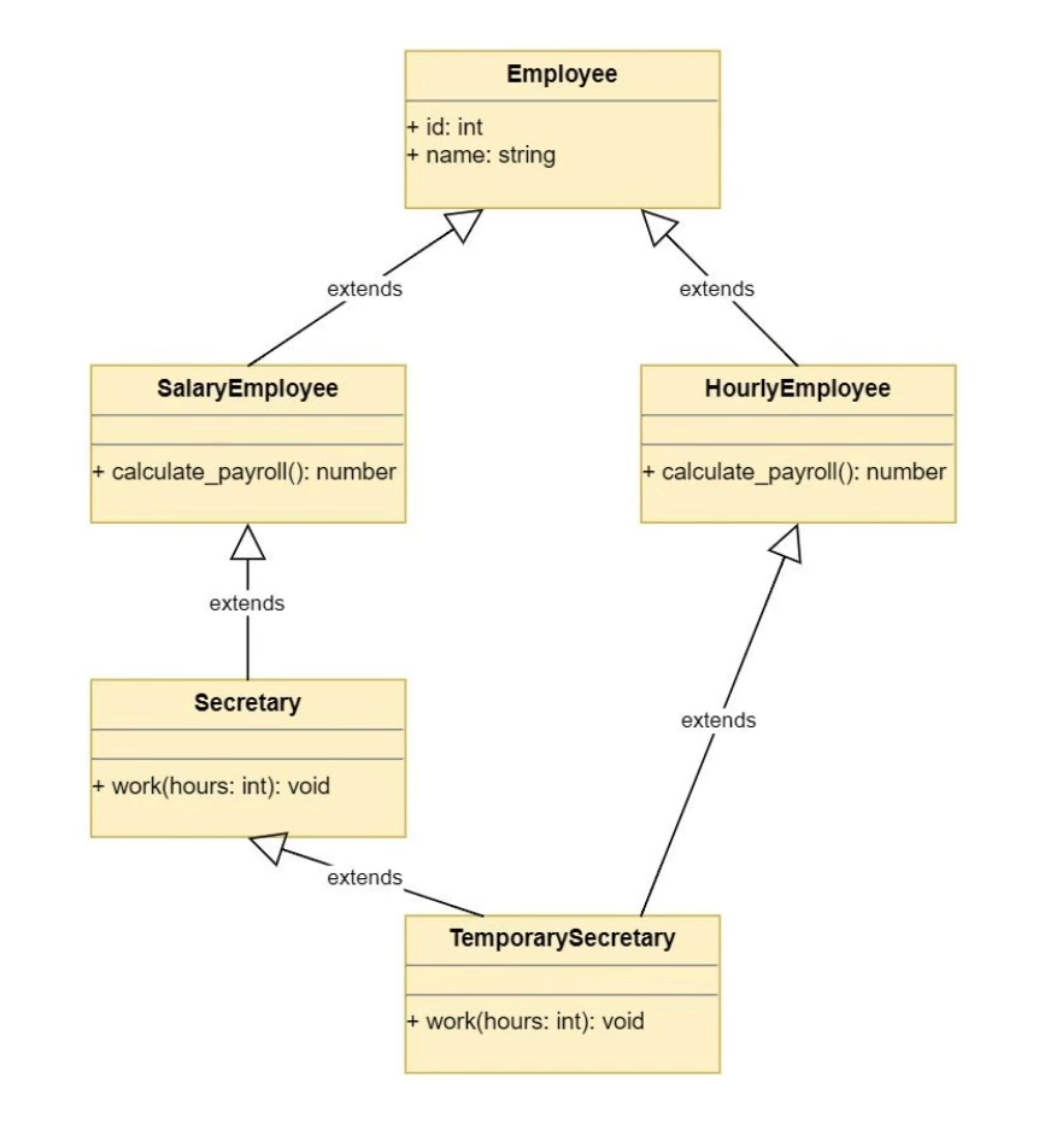 Employee
+ id: int
+ name: string
extends
extends
SalaryEmployee
+ calculate_payroll(): number
HourlyEmployee
+ calculate_payroll(): number
extends
Secretary
+ work(hours: int): void
extends
extends
TemporarySecretary
+ work(hours: int): void